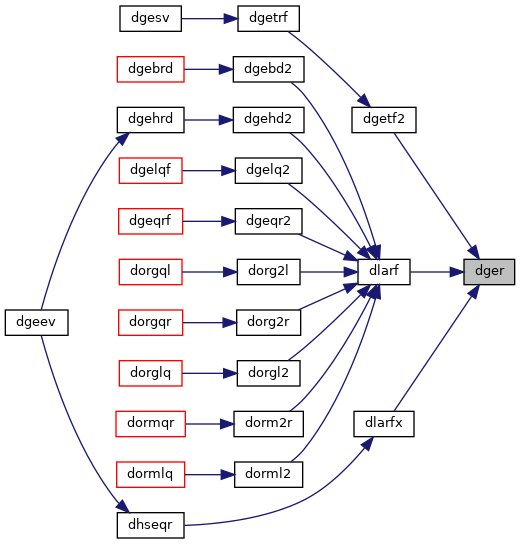 dgesv
dgetrf
dgebrd
dgebd2
dgehrd
dgehd2
dgetf2
dgelqf
dgelq2
dgeqrf
dgeqr2
dorgql
dorg2l
dlarf
dger
dgeev
dorgqr
dorg2r
dorglq
dorgl2
dormqr
dorm2r
dlarfx
dormlq
dorml2
dhseqr